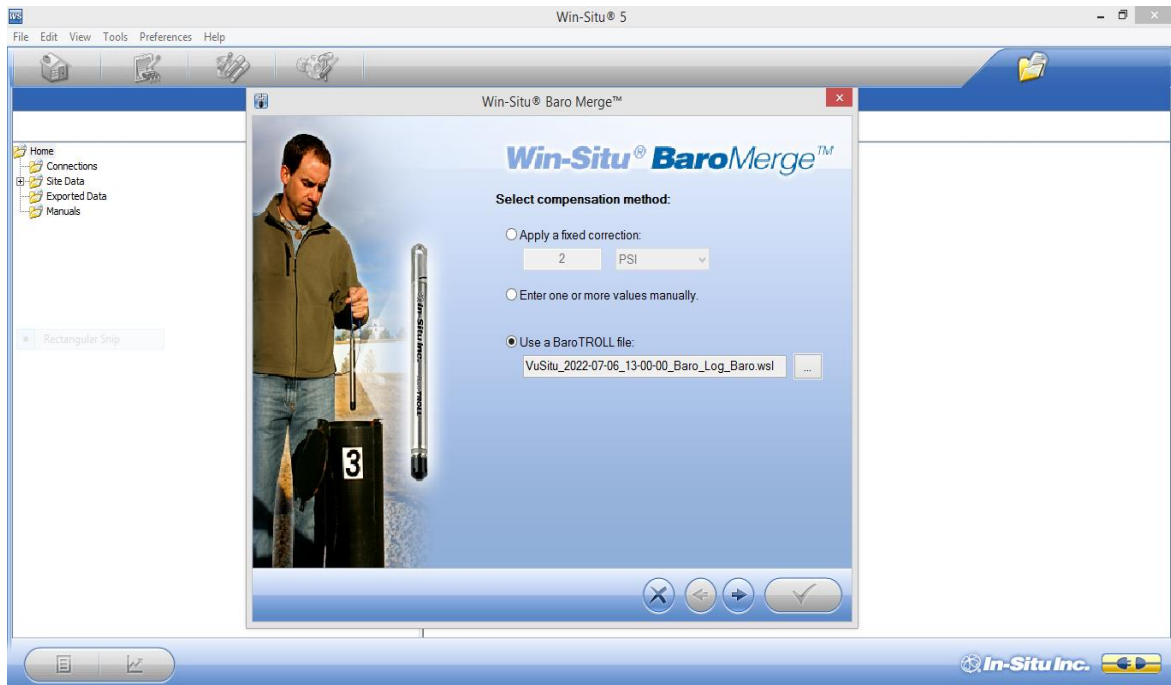 WS Win-Situ® 5
File Edit View Tools Preferences Help
Win-Situ® Baro Merge™
Home
Connections
Site Data
Exported Data
Manuals
Rectangular Snip
Win-Situ® BaroMerge™
Select compensation method:
Apply a fixed correction:
2 PSI
Enter one or more values manually.
Use a BaroTROLL file:
VuSitu_2022-07-06_13-00-00_Baro_Log_Baro.wsl ...
In-Situ Inc.
TROLL
3
In-Situ Inc.